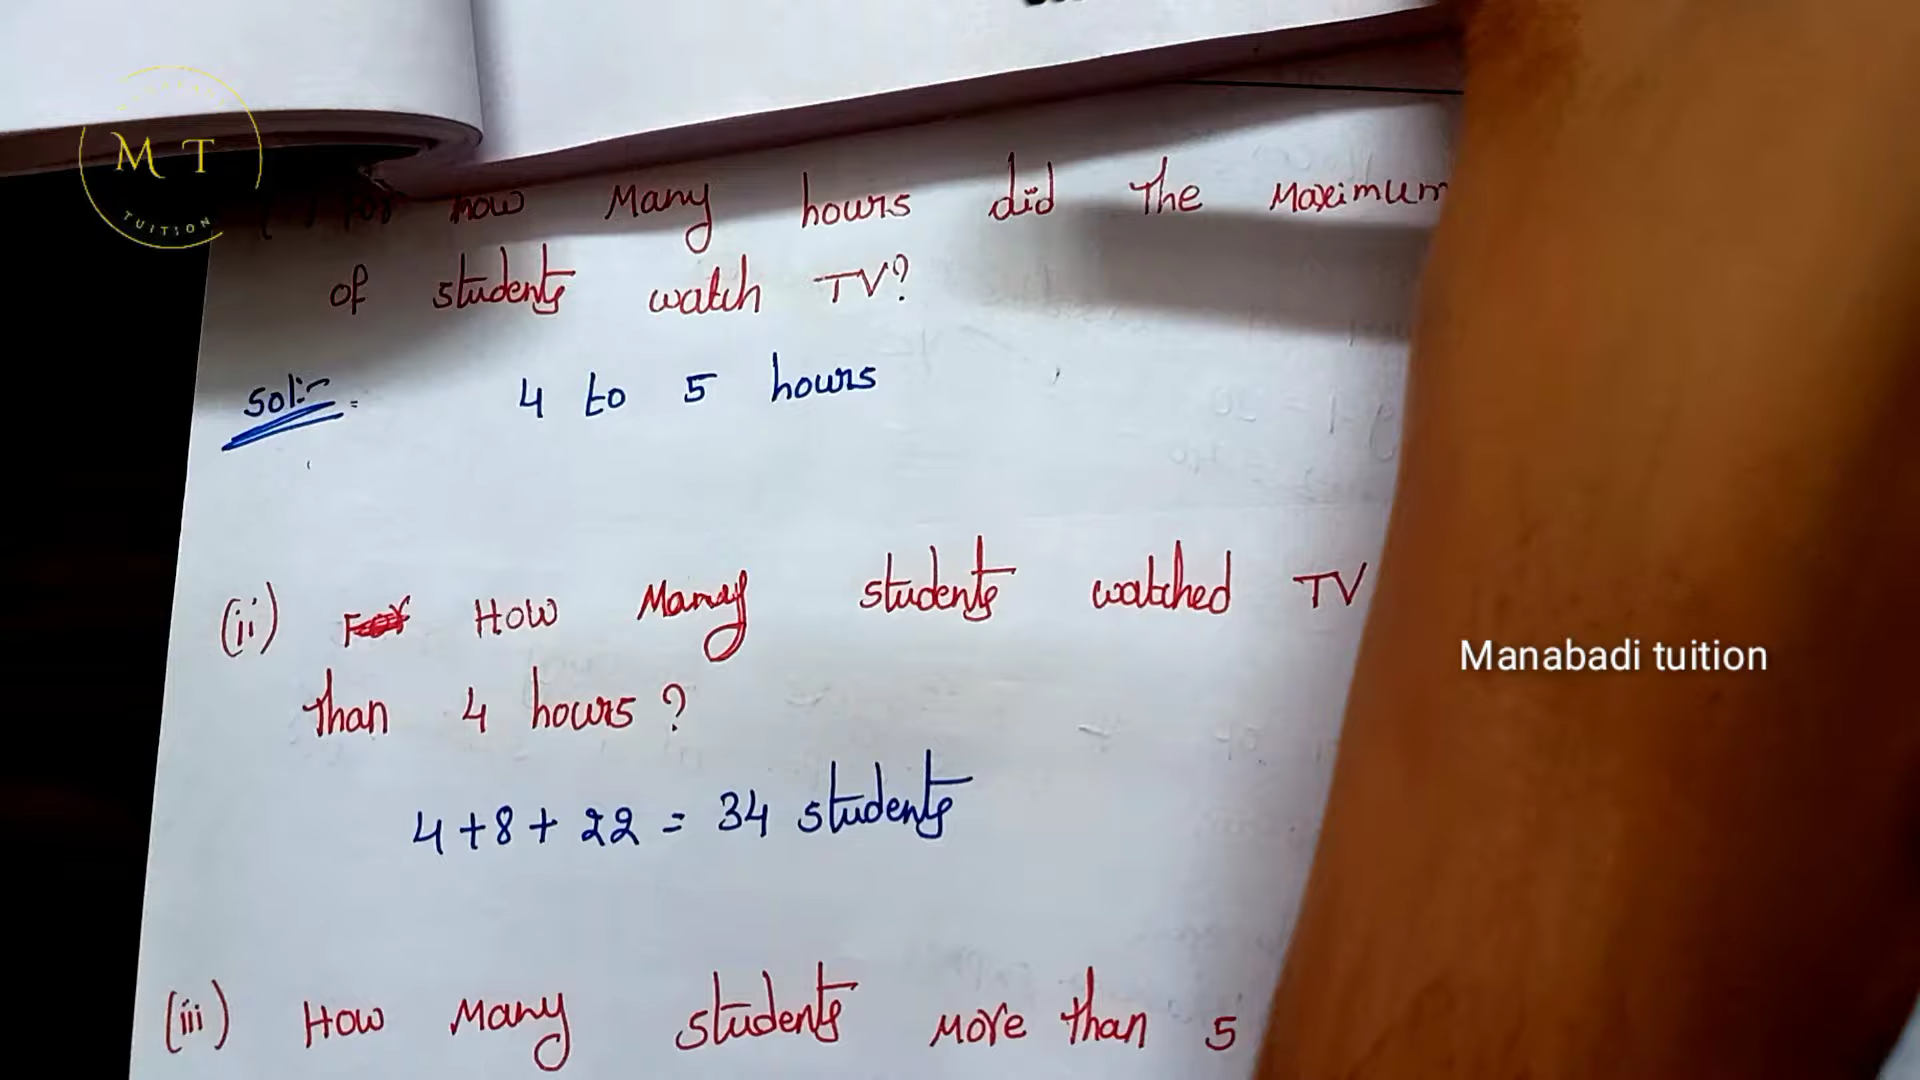 M T
TUITION
for how Many hours did the Maximum
of students watch TV?
Sol:- 4 to 5 hours
(ii) How Many students watched TV
than 4 hours?
Manabadi tuition
4+8+22 = 34 students
(iii) How Many students More than 5